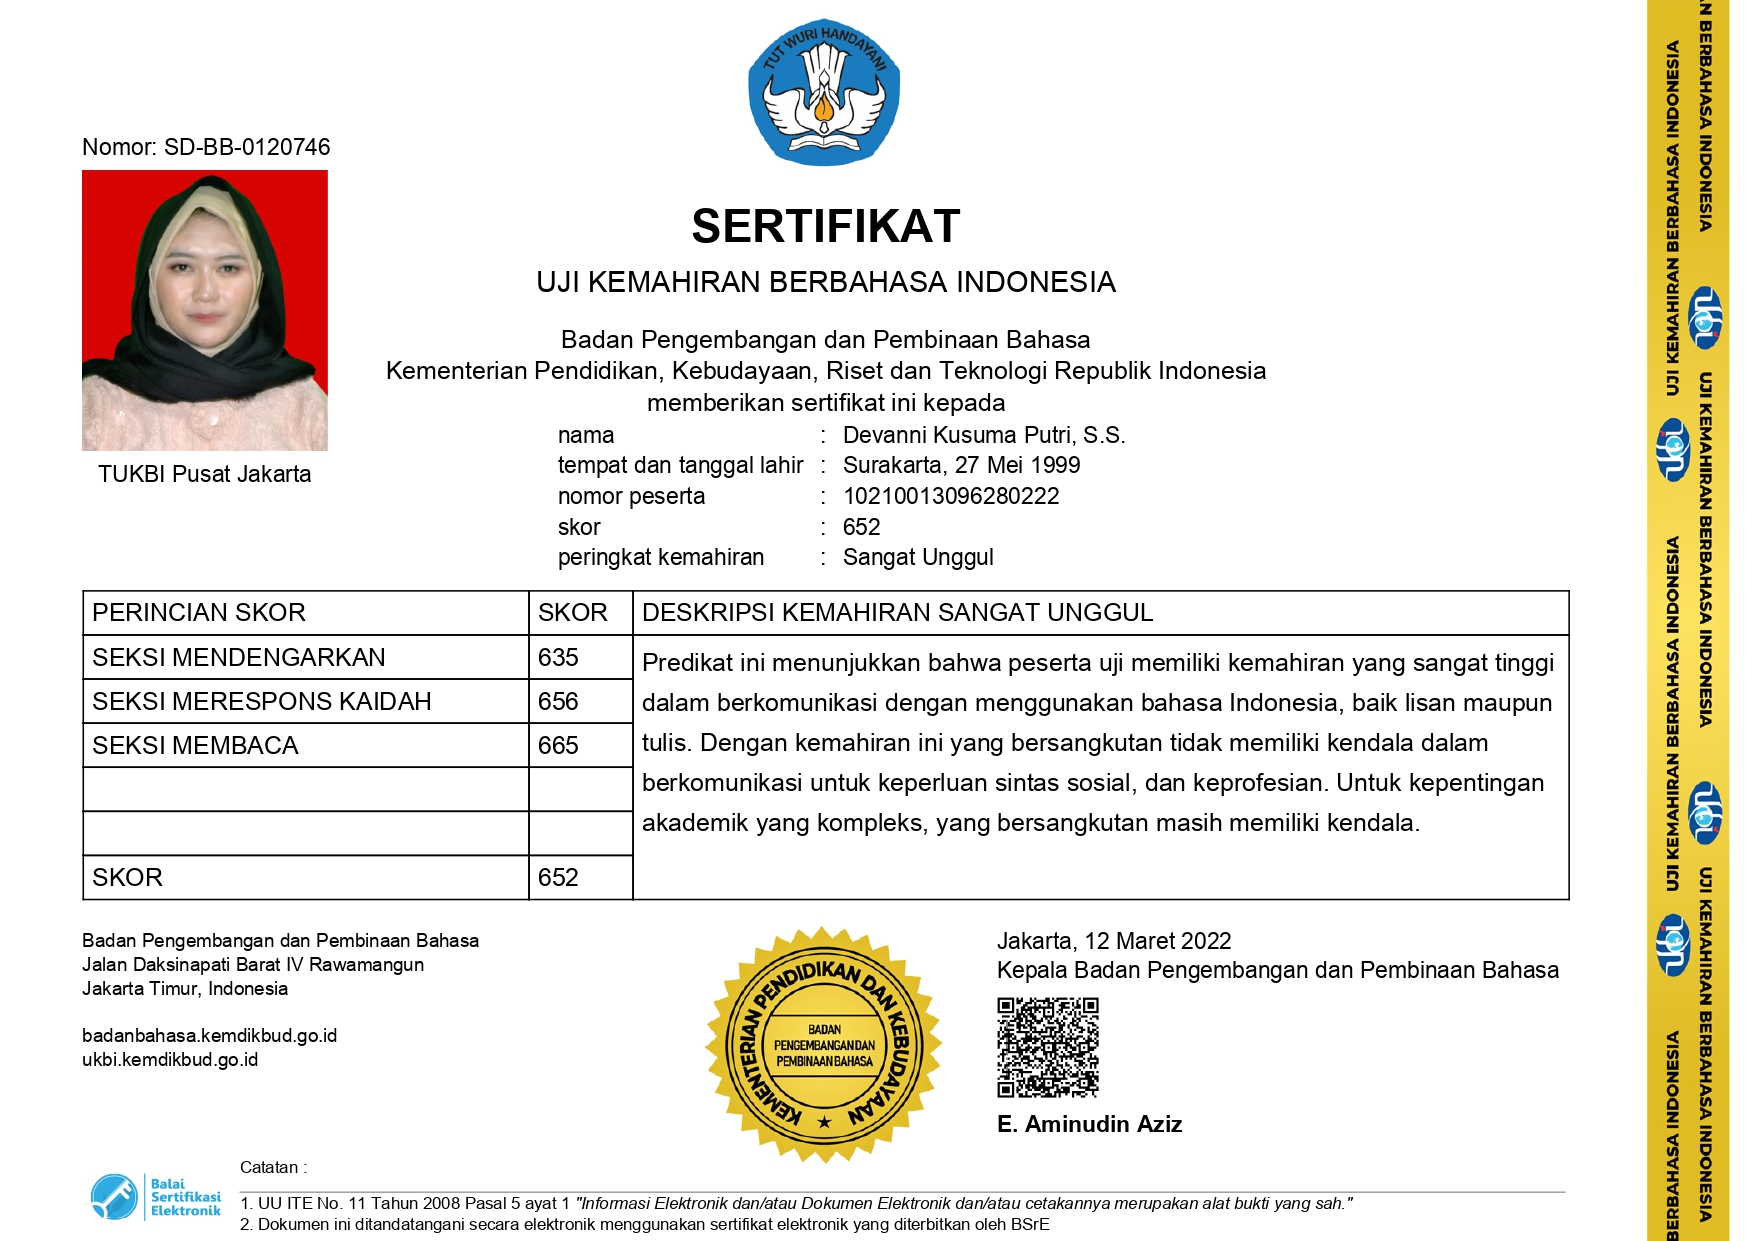 TUT WURI HANDAYANI
Nomor: SD-BB-0120746
SERTIFIKAT
UJI KEMAHIRAN BERBAHASA INDONESIA
Badan Pengembangan dan Pembinaan Bahasa
Kementerian Pendidikan, Kebudayaan, Riset dan Teknologi Republik Indonesia
memberikan sertifikat ini kepada
TUKBI Pusat Jakarta
nama : Devanni Kusuma Putri, S.S.
tempat dan tanggal lahir : Surakarta, 27 Mei 1999
nomor peserta : 10210013096280222
skor : 652
peringkat kemahiran : Sangat Unggul
PERINCIAN SKOR SKOR DESKRIPSI KEMAHIRAN SANGAT UNGGUL
SEKSI MENDENGARKAN 635
SEKSI MERESPONS KAIDAH 656
SEKSI MEMBACA 665
SKOR 652
Predikat ini menunjukkan bahwa peserta uji memiliki kemahiran yang sangat tinggi
dalam berkomunikasi dengan menggunakan bahasa Indonesia, baik lisan maupun
tulis. Dengan kemahiran ini yang bersangkutan tidak memiliki kendala dalam
berkomunikasi untuk keperluan sintas sosial, dan keprofesian. Untuk kepentingan
akademik yang kompleks, yang bersangkutan masih memiliki kendala.
Badan Pengembangan dan Pembinaan Bahasa
Jalan Daksinapati Barat IV Rawamangun
Jakarta Timur, Indonesia
badanbahasa.kemdikbud.go.id
ukbi.kemdikbud.go.id
KEMENTERIAN PENDIDIKAN DAN KEBUDAYAAN
BADAN
PENGEMBANGAN DAN
PEMBINAAN BAHASA
Jakarta, 12 Maret 2022
Kepala Badan Pengembangan dan Pembinaan Bahasa
E. Aminudin Aziz
Balai
Sertifikasi
Elektronik
Catatan :
1. UU ITE No. 11 Tahun 2008 Pasal 5 ayat 1 "Informasi Elektronik dan/atau Dokumen Elektronik dan/atau cetakannya merupakan alat bukti yang sah."
2. Dokumen ini ditandatangani secara elektronik menggunakan sertifikat elektronik yang diterbitkan oleh BSrE
UJI KEMAHIRAN BERBAHASA INDONESIA
ukbi
UJI KEMAHIRAN BERBAHASA INDONESIA
ukbi
BERBAHASA INDONESIA
AN BERBAHASA INDONESIA
ukbi
UJI KEMAHIRAN BERBAHASA INDONESIA
ukbi
UJI KEMAHIRAN BERBAHASA INDONESIA